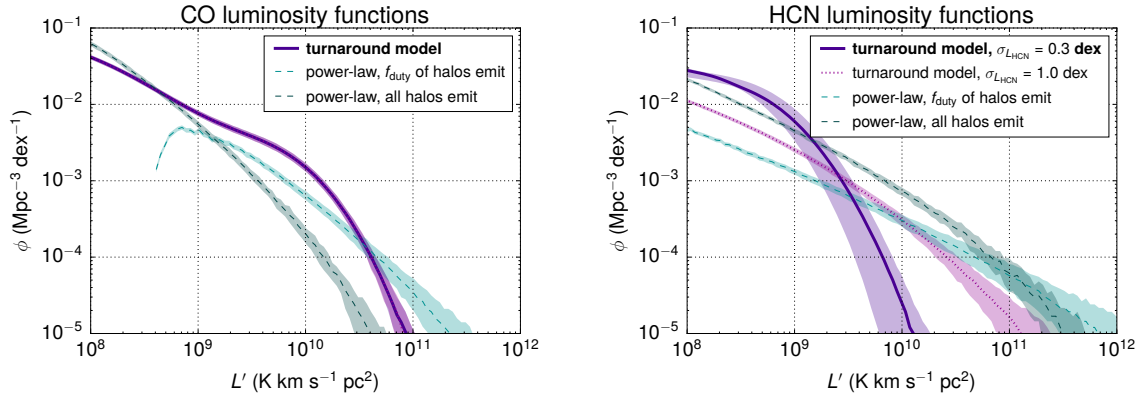 CO luminosity functions
10⁻¹
10⁻²
10⁻³
10⁻⁴
10⁻⁵
ϕ (Mpc⁻³ dex⁻¹)
turnaround model
power-law, f_duty of halos emit
power-law, all halos emit
10⁸ 10⁹ 10¹⁰ 10¹¹ 10¹²
L′ (K km s⁻¹ pc²)
HCN luminosity functions
10⁻¹
10⁻²
10⁻³
10⁻⁴
10⁻⁵
ϕ (Mpc⁻³ dex⁻¹)
turnaround model, σ_L_HCN = 0.3 dex
turnaround model, σ_L_HCN = 1.0 dex
power-law, f_duty of halos emit
power-law, all halos emit
10⁸ 10⁹ 10¹⁰ 10¹¹ 10¹²
L′ (K km s⁻¹ pc²)